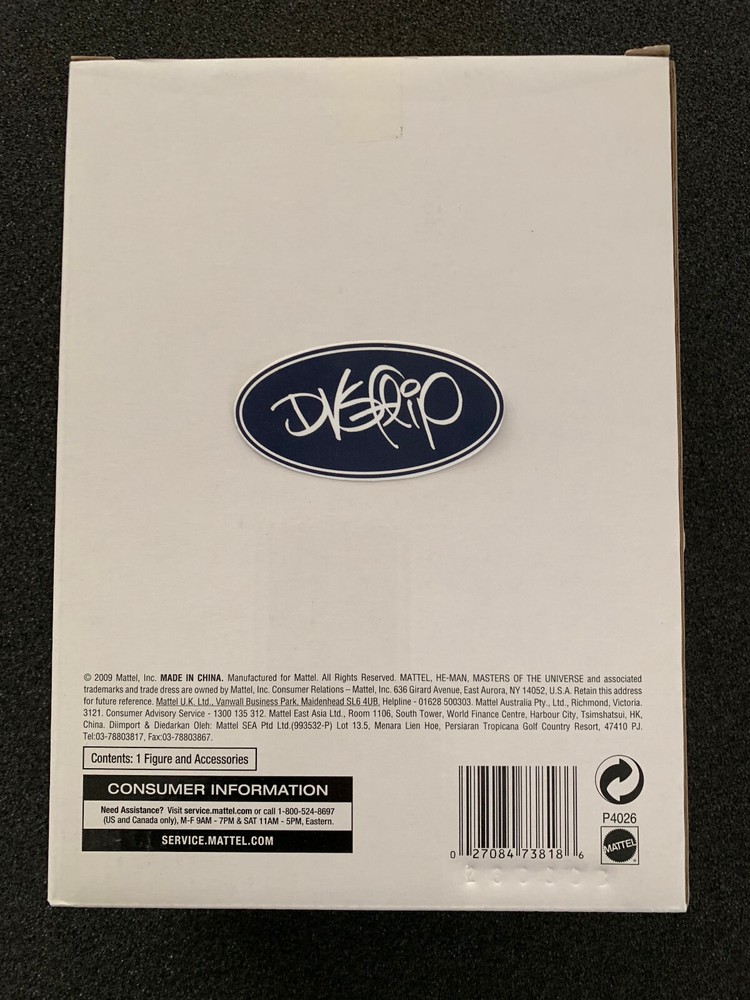 DVSflip
© 2009 Mattel, Inc. MADE IN CHINA. Manufactured for Mattel. All Rights Reserved. MATTEL, HE-MAN, MASTERS OF THE UNIVERSE and associated
trademarks and trade dress are owned by Mattel, Inc. Consumer Relations – Mattel, Inc. 636 Girard Avenue, East Aurora, NY 14052, U.S.A. Retain this address
for future reference. Mattel U.K. Ltd., Vanwall Business Park, Maidenhead SL6 4UB. Helpline - 01628 500303. Mattel Australia Pty., Ltd., Richmond, Victoria.
3121. Consumer Advisory Service - 1300 135 312. Mattel East Asia Ltd., Room 1106, South Tower, World Finance Centre, Harbour City, Tsimshatsui, HK,
China. Diimport & Diedarkan Oleh: Mattel SEA Ptd Ltd.(993532-P) Lot 13.5, Menara Lien Hoe, Persiaran Tropicana Golf Country Resort, 47410 PJ.
Tel:03-78803817, Fax:03-78803867.
Contents: 1 Figure and Accessories
CONSUMER INFORMATION
Need Assistance? Visit service.mattel.com or call 1-800-524-8697
(US and Canada only), M-F 9AM - 7PM & SAT 11AM - 5PM, Eastern.
SERVICE.MATTEL.COM
0 27084 73818 6
P4026
MATTEL